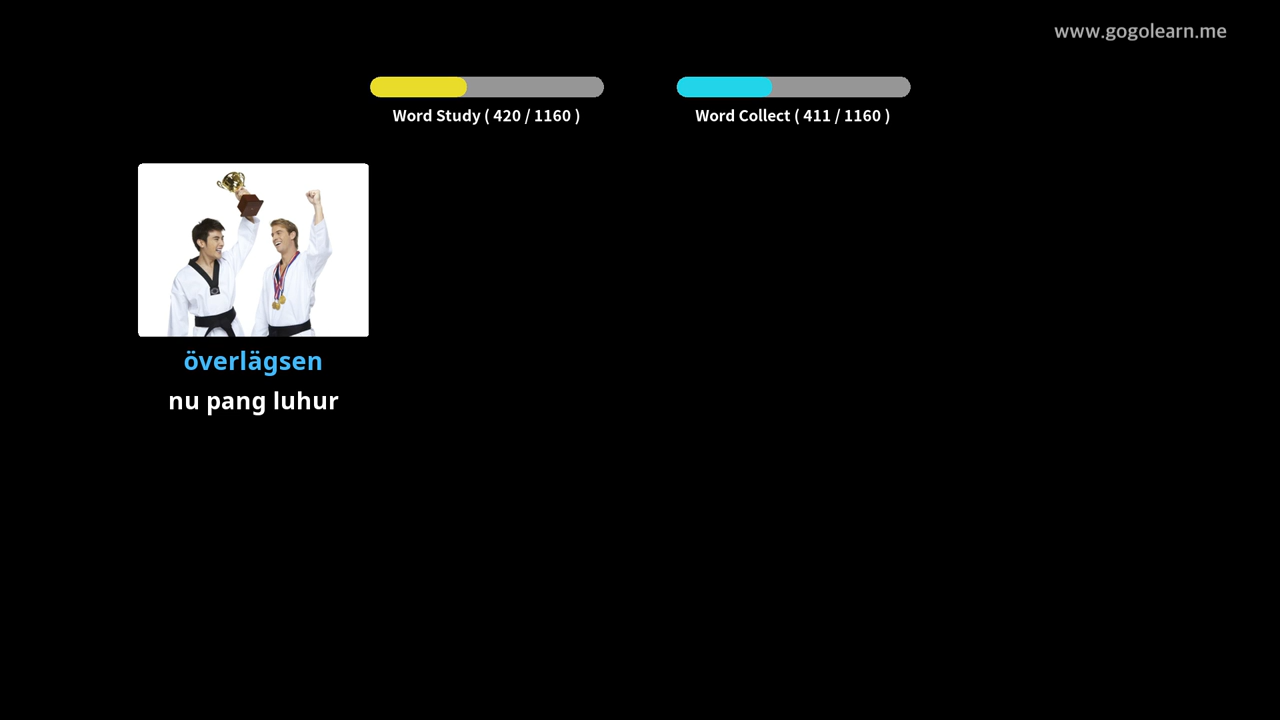 www.gogolearn.me
Word Study ( 420 / 1160 )
Word Collect ( 411 / 1160 )
överlägsen
nu pang luhur